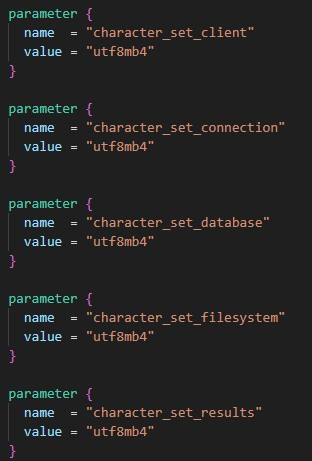 parameter {
  name  = "character_set_client"
  value = "utf8mb4"
}
parameter {
  name  = "character_set_connection"
  value = "utf8mb4"
}
parameter {
  name  = "character_set_database"
  value = "utf8mb4"
}
parameter {
  name  = "character_set_filesystem"
  value = "utf8mb4"
}
parameter {
  name  = "character_set_results"
  value = "utf8mb4"
}